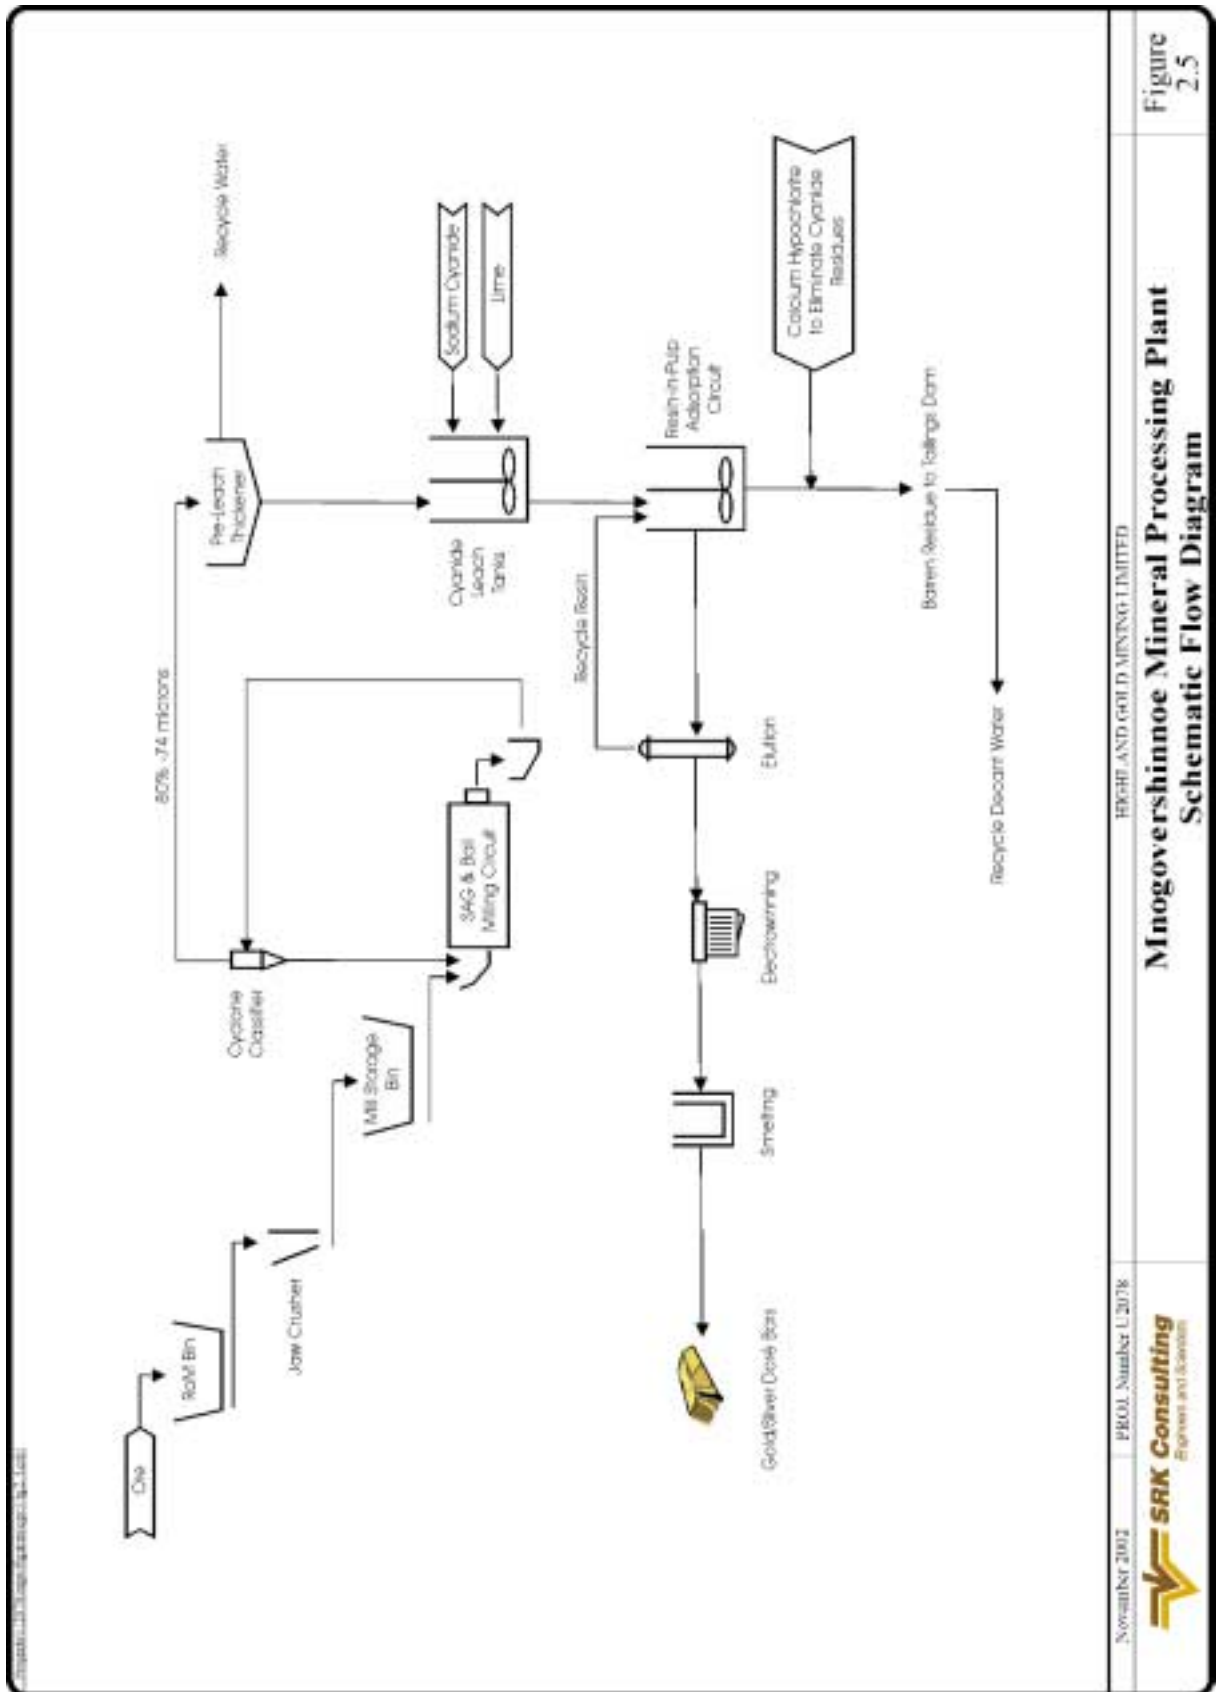 Ore
RoM Bin
Jaw Crusher
Mill Storage
Bin
Cyclone
Classifier
80% -74 microns
SAG & Ball
Milling Circuit
Pre-Leach
Thickener
Recycle Water
Cyanide
Leach
Tanks
Sodium Cyanide
Lime
Recycle Resin
Resin-in-Pulp
Adsorption
Circuit
Calcium Hypochlorite
to Eliminate Cyanide
Residues
Gold/Silver Doré Bars
Smelting
Electrowinning
Elution
Barren Residue to Tailings Dam
Recycle Decant Water
November 2002
PROJ. Number U2078
HIGHLAND GOLD MINING LIMITED
SRK Consulting
Engineers and Scientists
Mnogovershinnoe Mineral Processing Plant
Schematic Flow Diagram
Figure
2.5